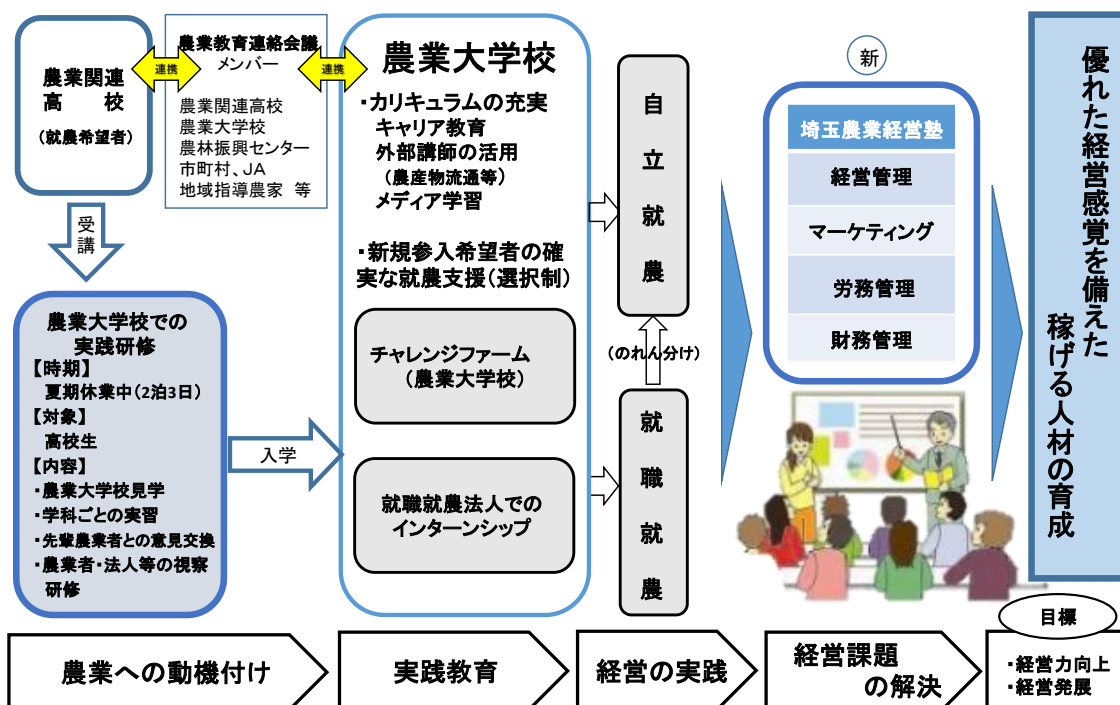 農業関連
高　　校
(就農希望者)
連携
農業教育連絡会議
メンバー
農業関連高校
農業大学校
農林振興センター
市町村、JA
地域指導農家　等
連携
受
講
農業大学校での
実践研修
【時期】
夏期休業中(2泊3日)
【対象】
高校生
【内容】
・農業大学校見学
・学科ごとの実習
・先輩農業者との意見交換
・農業者・法人等の視察
研修
入学
農業大学校
・カリキュラムの充実
キャリア教育
外部講師の活用
(農産物流通等)
メディア学習
・新規参入希望者の確
実な就農支援(選択制)
チャレンジファーム
(農業大学校)
就職就農法人での
インターンシップ
自立就農
(のれん分け)
就職就農
新
埼玉農業経営塾
経営管理
マーケティング
労務管理
財務管理
優れた経営感覚を備えた
稼げる人材の育成
農業への動機付け
実践教育
経営の実践
経営課題
の解決
目標
・経営力向上
・経営発展